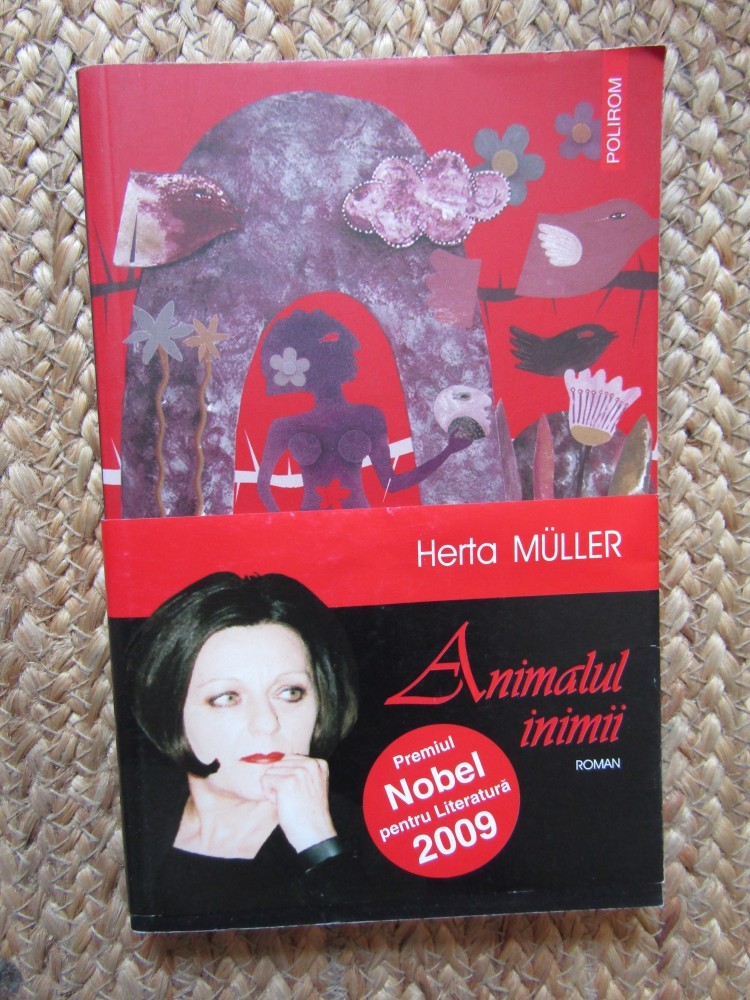 POLIROM
Herta MÜLLER
Animalul
inimii
ROMAN
Premiul
Nobel
pentru Literatură
2009